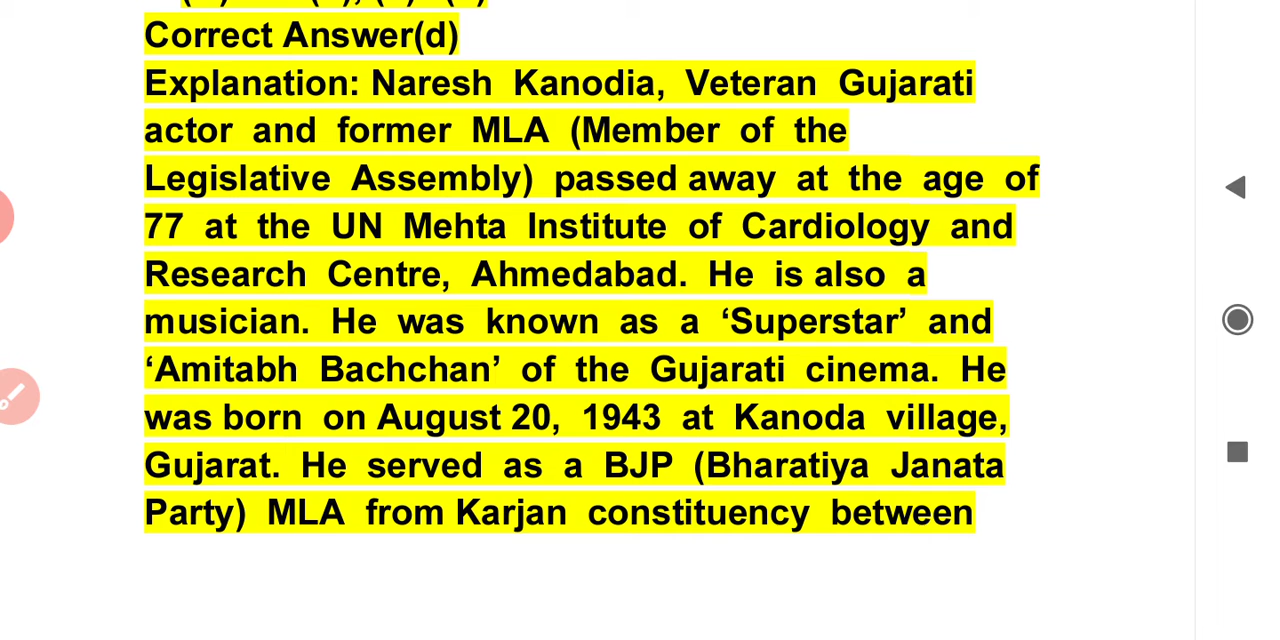 Correct Answer(d)
Explanation: Naresh Kanodia, Veteran Gujarati
actor and former MLA (Member of the
Legislative Assembly) passed away at the age of
77 at the UN Mehta Institute of Cardiology and
Research Centre, Ahmedabad. He is also a
musician. He was known as a ‘Superstar’ and
‘Amitabh Bachchan’ of the Gujarati cinema. He
was born on August 20, 1943 at Kanoda village,
Gujarat. He served as a BJP (Bharatiya Janata
Party) MLA from Karjan constituency between